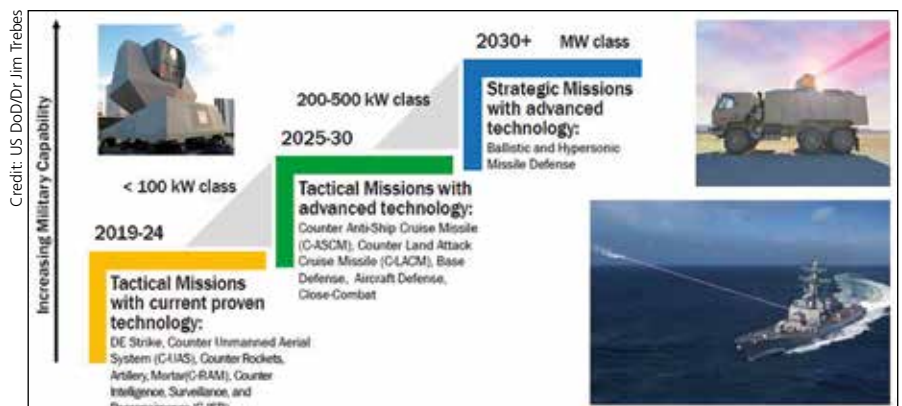 Credit: US DoD/Dr Jim Trebes
Increasing Military Capability
2030+ MW class
Strategic Missions
with advanced
technology:
Ballistic and Hypersonic
Missile Defense
200-500 kW class
2025-30
Tactical Missions with
advanced technology:
Counter Anti-Ship Cruise Missile
(C-ASCM), Counter Land Attack
Cruise Missile (C-LACM), Base
Defense, Aircraft Defense,
Close-Combat
< 100 kW class
2019-24
Tactical Missions
with current proven
technology:
DE Strike, Counter Unmanned Aerial
System (C-UAS), Counter Rockets,
Artillery, Mortar(C-RAM), Counter
Intelligence, Surveillance, and